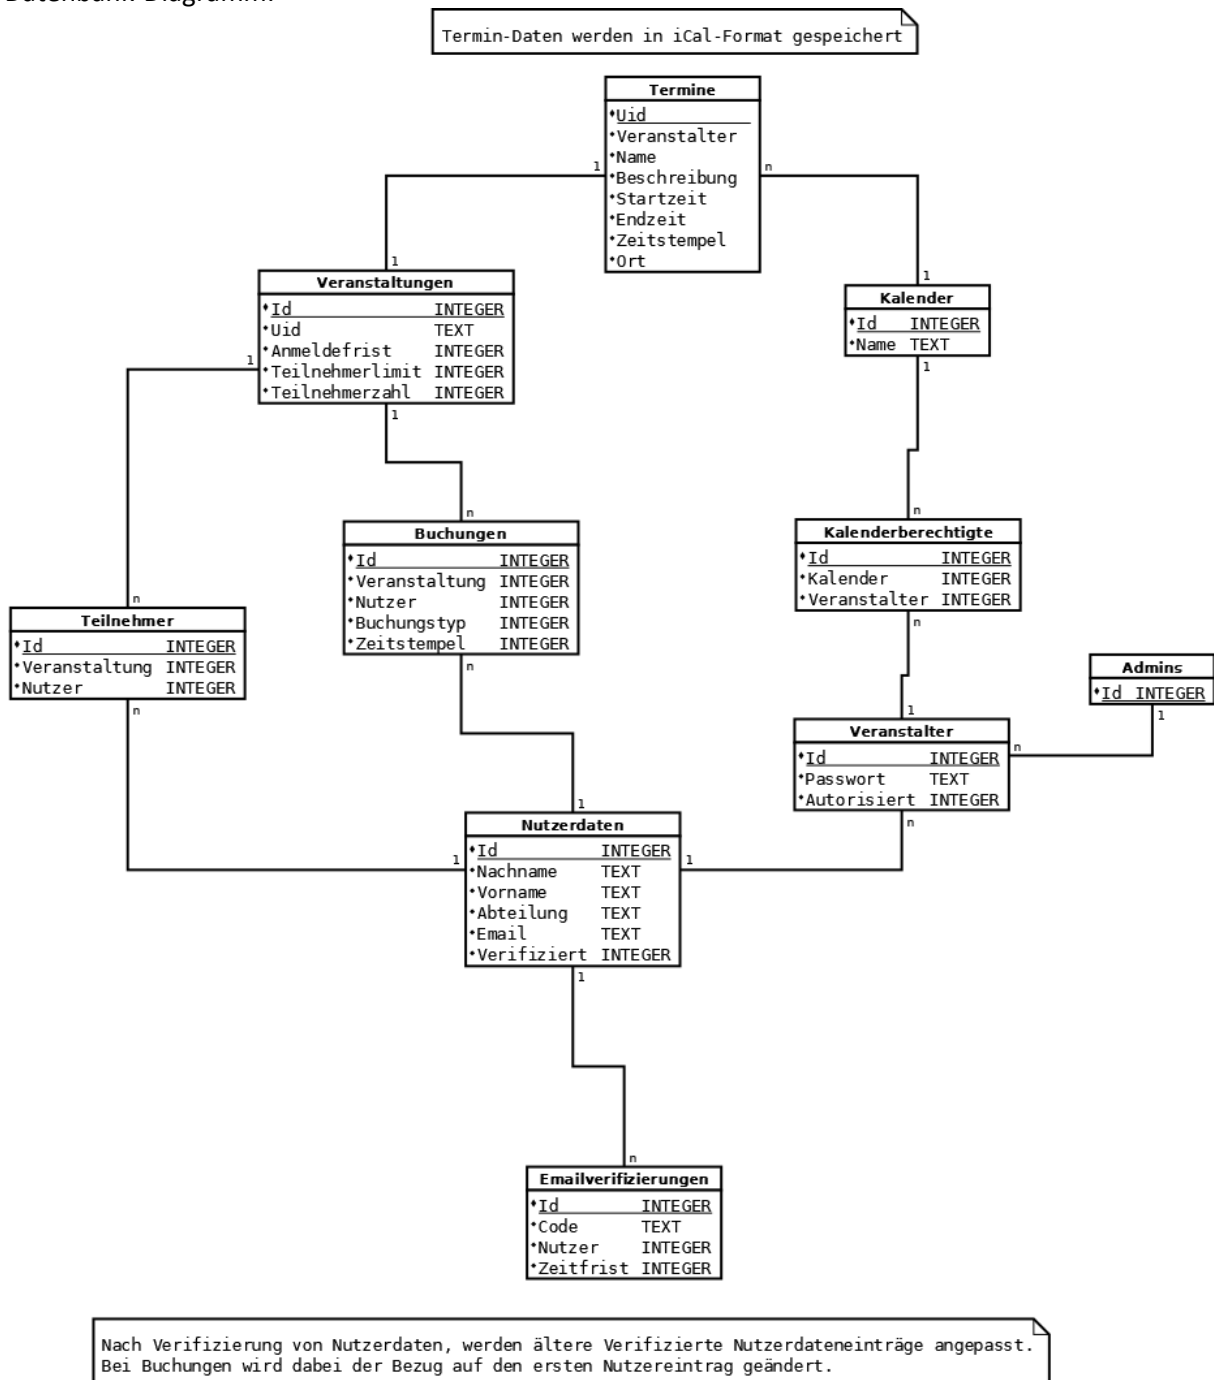 Datenbank-Diagramm:
Termin-Daten werden in iCal-Format gespeichert
Termine
Uid
Veranstalter
Name
Beschreibung
Startzeit
Endzeit
Zeitstempel
Ort
1
n
1
1
Veranstaltungen
Id INTEGER
Uid TEXT
Anmeldefrist INTEGER
Teilnehmerlimit INTEGER
Teilnehmerzahl INTEGER
1
1
Kalender
Id INTEGER
Name TEXT
1
n
n
n
Buchungen
Id INTEGER
Veranstaltung INTEGER
Nutzer INTEGER
Buchungstyp INTEGER
Zeitstempel INTEGER
n
Kalenderberechtigte
Id INTEGER
Kalender INTEGER
Veranstalter INTEGER
n
Teilnehmer
Id INTEGER
Veranstaltung INTEGER
Nutzer INTEGER
n
Admins
Id INTEGER
1
1
n
Veranstalter
Id INTEGER
Passwort TEXT
Autorisiert INTEGER
n
1
1
1
Nutzerdaten
Id INTEGER
Nachname TEXT
Vorname TEXT
Abteilung TEXT
Email TEXT
Verifiziert INTEGER
1
n
Emailverifizierungen
Id INTEGER
Code TEXT
Nutzer INTEGER
Zeitfrist INTEGER
Nach Verifizierung von Nutzerdaten, werden ältere Verifizierte Nutzerdateneinträge angepasst.
Bei Buchungen wird dabei der Bezug auf den ersten Nutzereintrag geändert.